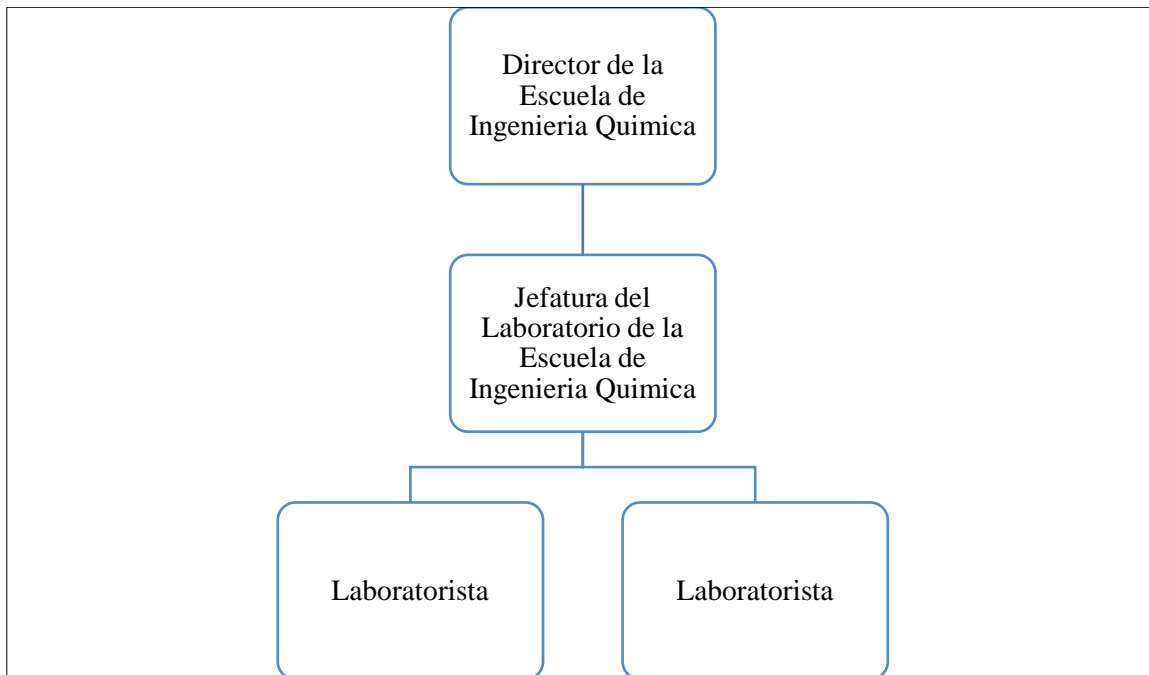 Director de la
Escuela de
Ingenieria Quimica
Jefatura del
Laboratorio de la
Escuela de
Ingenieria Quimica
Laboratorista
Laboratorista